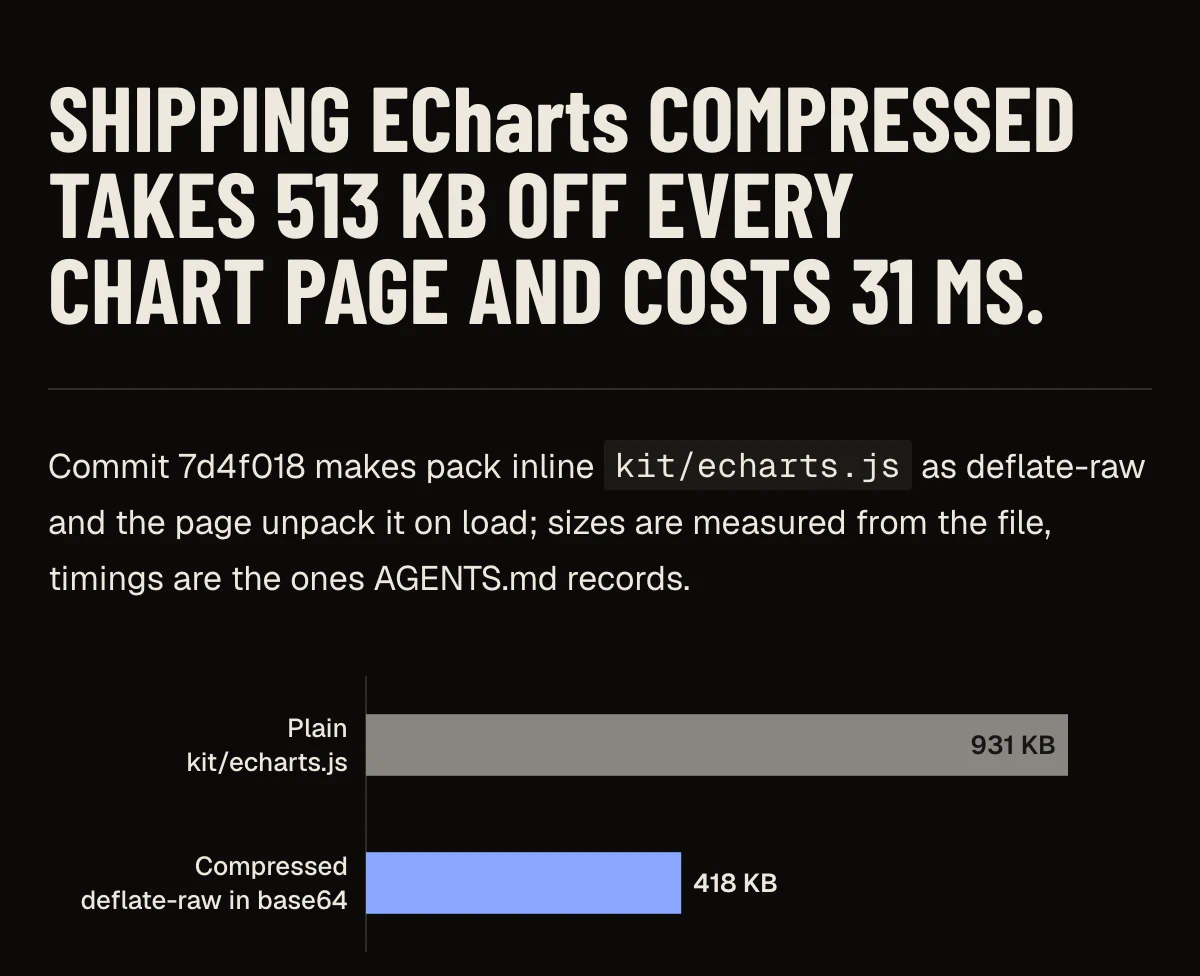 SHIPPING ECharts COMPRESSED
TAKES 513 KB OFF EVERY
CHART PAGE AND COSTS 31 MS.
Commit 7d4f018 makes pack inline kit/echarts.js as deflate-raw
and the page unpack it on load; sizes are measured from the file,
timings are the ones AGENTS.md records.
Plain
kit/echarts.js
931 KB
Compressed
deflate-raw in base64
418 KB